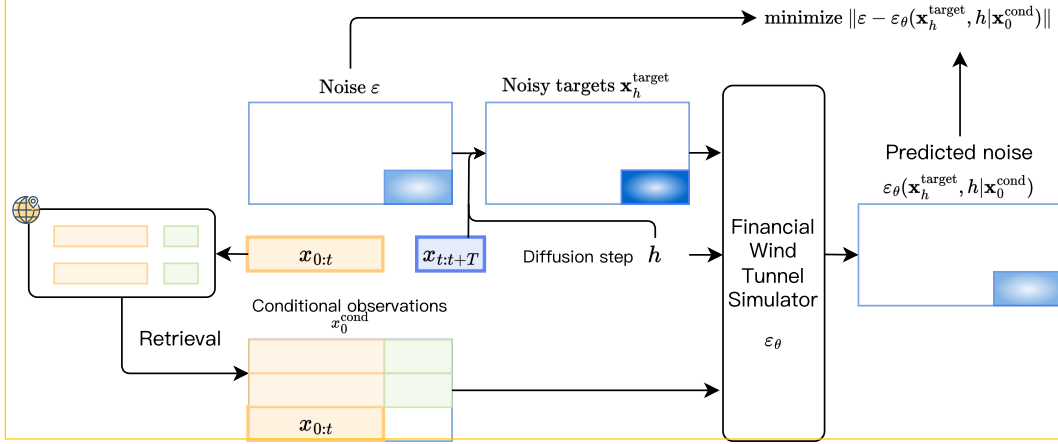 minimize ‖ε − ε_θ(x_h^target, h|x_0^cond)‖
Noise ε
Noisy targets x_h^target
Predicted noise
ε_θ(x_h^target, h|x_0^cond)
x_{0:t}
x_{t:t+T}
Diffusion step h
Financial
Wind
Tunnel
Simulator
ε_θ
Conditional observations
x_0^cond
Retrieval
x_{0:t}